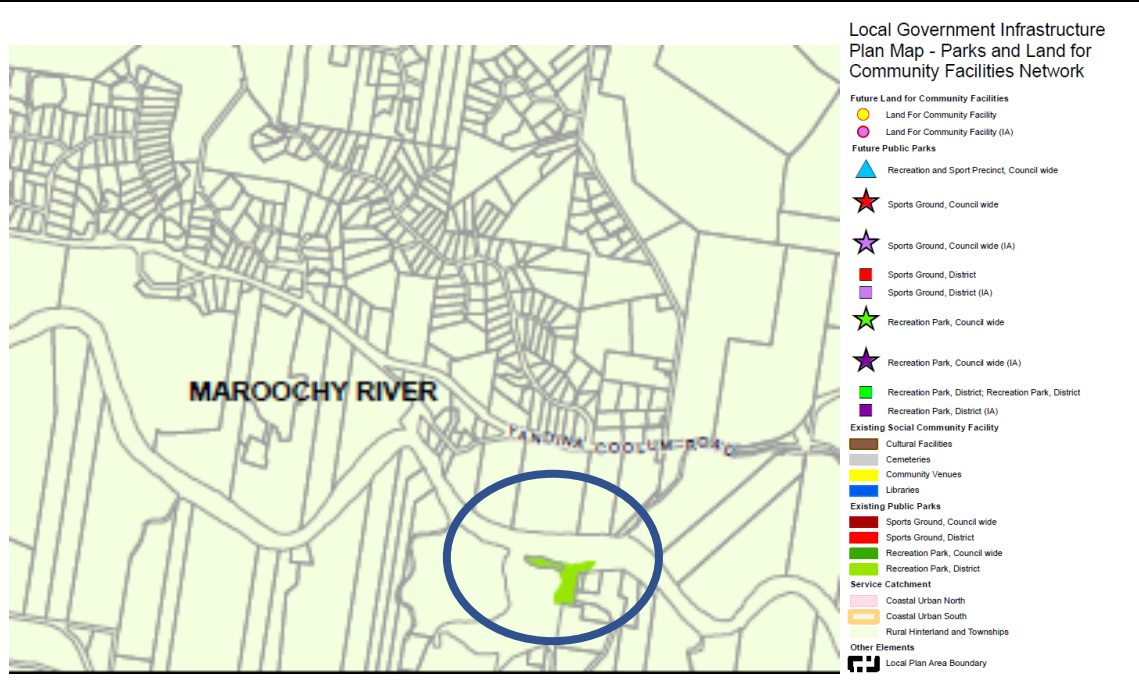 Local Government Infrastructure
Plan Map - Parks and Land for
Community Facilities Network
Future Land for Community Facilities
Land For Community Facility
Land For Community Facility (IA)
Future Public Parks
Recreation and Sport Precinct, Council wide
Sports Ground, Council wide
Sports Ground, Council wide (IA)
Sports Ground, District
Sports Ground, District (IA)
Recreation Park, Council wide
Recreation Park, Council wide (IA)
Recreation Park, District; Recreation Park, District
Recreation Park, District (IA)
Existing Social Community Facility
Cultural Facilities
Cemeteries
Community Venues
Libraries
Existing Public Parks
Sports Ground, Council wide
Sports Ground, District
Recreation Park, Council wide
Recreation Park, District
Service Catchment
Coastal Urban North
Coastal Urban South
Rural Hinterland and Townships
Other Elements
Local Plan Area Boundary
MAROOCHY RIVER
YANDINA COOLUM ROAD